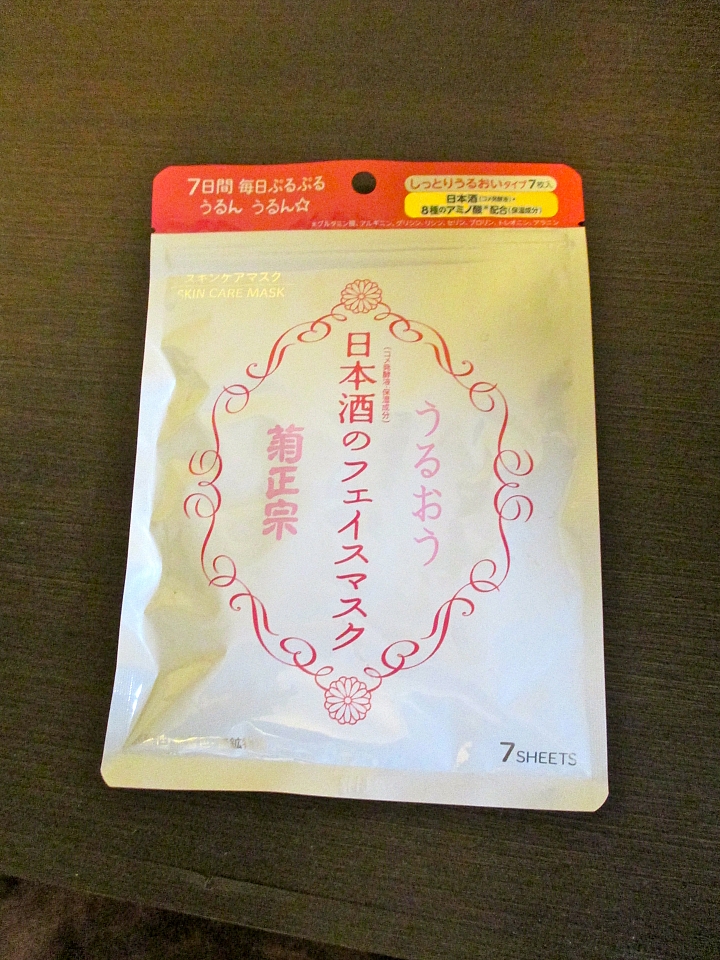 7日間 毎日ぷるぷる
うるん うるん☆
しっとりうるおいタイプ7枚入
日本酒(コメ発酵液)・
8種のアミノ酸※配合(保湿成分)
※グルタミン酸、アルギニン、グリシン、リシン、セリン、プロリン、トレオニン、アラニン
スキンケアマスク
SKIN CARE MASK
うるおう
(コメ発酵液・保湿成分)
日本酒のフェイスマスク
菊正宗
7 SHEETS